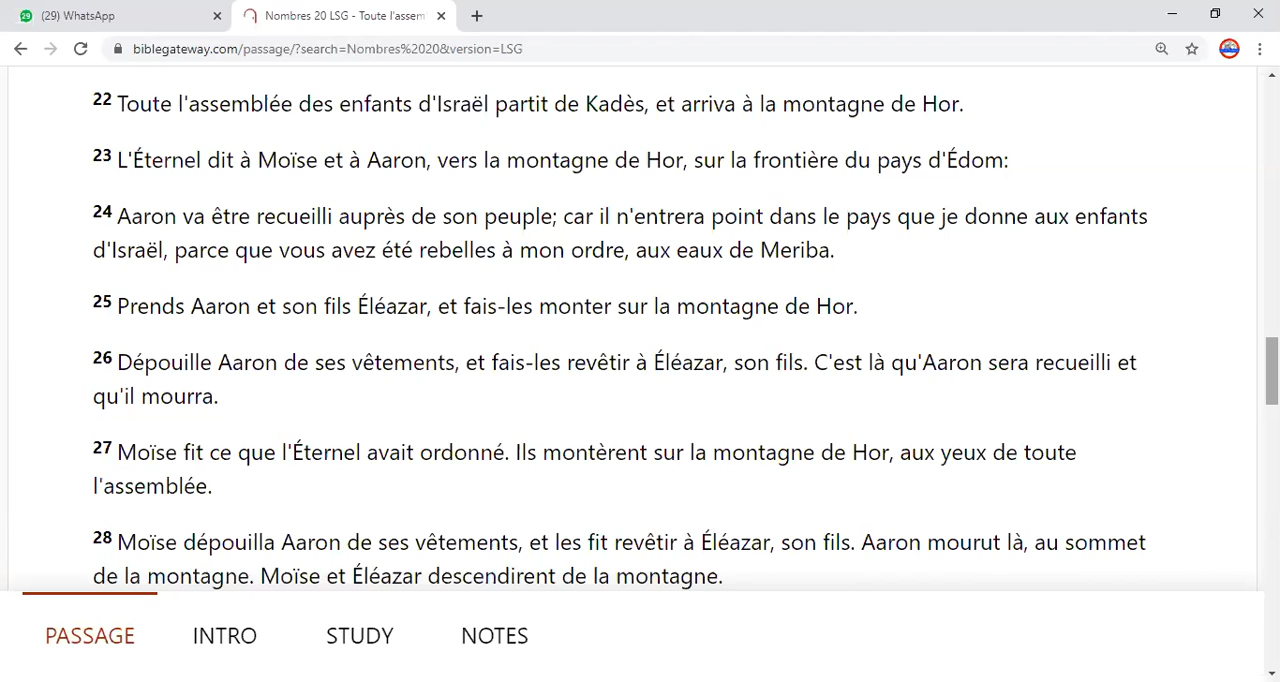 29 (29) WhatsApp
Nombres 20 LSG - Toute l'assem
biblegateway.com/passage/?search=Nombres%2020&version=LSG
22 Toute l'assemblée des enfants d'Israël partit de Kadès, et arriva à la montagne de Hor.
23 L'Éternel dit à Moïse et à Aaron, vers la montagne de Hor, sur la frontière du pays d'Édom:
24 Aaron va être recueilli auprès de son peuple; car il n'entrera point dans le pays que je donne aux enfants
d'Israël, parce que vous avez été rebelles à mon ordre, aux eaux de Meriba.
25 Prends Aaron et son fils Éléazar, et fais-les monter sur la montagne de Hor.
26 Dépouille Aaron de ses vêtements, et fais-les revêtir à Éléazar, son fils. C'est là qu'Aaron sera recueilli et
qu'il mourra.
27 Moïse fit ce que l'Éternel avait ordonné. Ils montèrent sur la montagne de Hor, aux yeux de toute
l'assemblée.
28 Moïse dépouilla Aaron de ses vêtements, et les fit revêtir à Éléazar, son fils. Aaron mourut là, au sommet
de la montagne. Moïse et Éléazar descendirent de la montagne.
PASSAGE INTRO STUDY NOTES